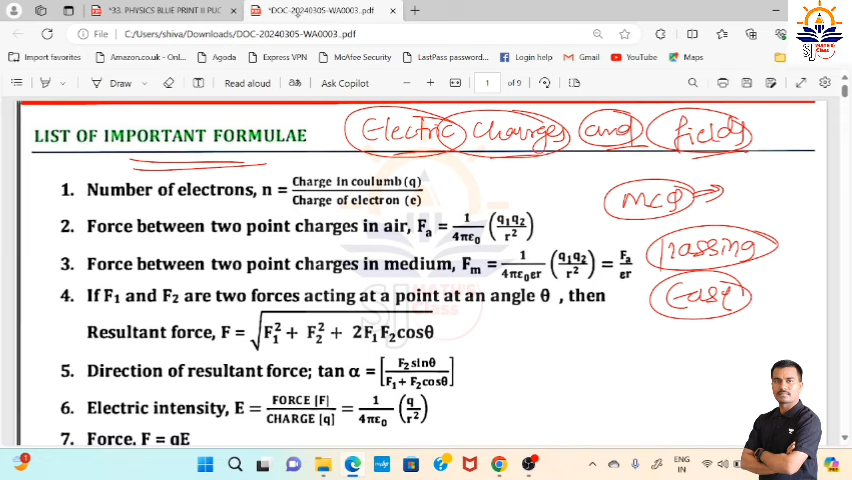 *33. PHYSICS BLUE PRINT II PUC
*DOC-20240305-WA0003..pdf
File
C:/Users/shiva/Downloads/DOC-20240305-WA0003..pdf
Import favorites
Amazon.co.uk – Onli...
Agoda
Express VPN
McAfee Security
LastPass password...
Login help
Gmail
YouTube
Maps
Draw
Read aloud
Ask Copilot
1 of 9
SJ MATH'S Class
LIST OF IMPORTANT FORMULAE
Electric charges and fields
1. Number of electrons, n = Charge in coulumb (q) / Charge of electron (e)
MCQ
2. Force between two point charges in air, Fa = 1/4πε0 (q1q2/r²)
passing
3. Force between two point charges in medium, Fm = 1/4πε0εr (q1q2/r²) = Fa/εr
Easy
4. If F1 and F2 are two forces acting at a point at an angle θ , then
Resultant force, F = √F1² + F2² + 2F1F2cosθ
5. Direction of resultant force; tan α = [F2sinθ / F1+ F2cosθ]
6. Electric intensity, E = FORCE [F] / CHARGE [q] = 1/4πε0 (q/r²)
7. Force, F = qE
ENG
IN